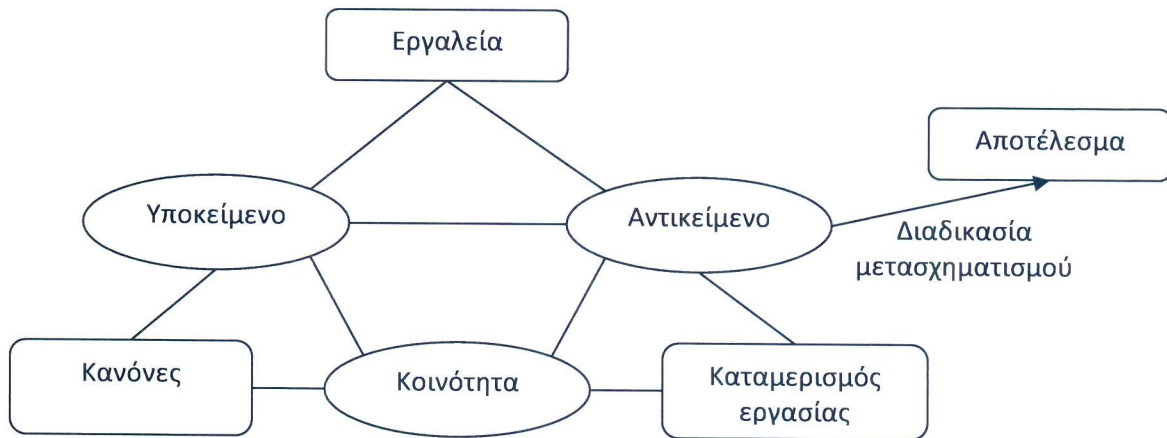 Εργαλεία
Αποτέλεσμα
Υποκείμενο
Αντικείμενο
Διαδικασία
μετασχηματισμού
Κανόνες
Κοινότητα
Καταμερισμός
εργασίας